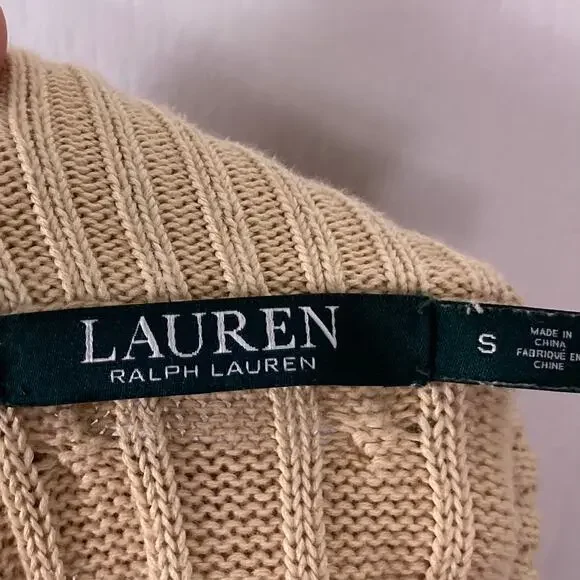 LAUREN
RALPH LAUREN
S
MADE IN
CHINA
FABRIQUÉ EN
CHINE